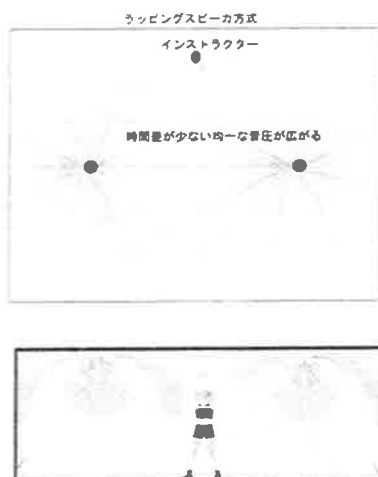 ラッピングスピーカ方式
インストラクター
時間差が少ない均一な音圧が広がる